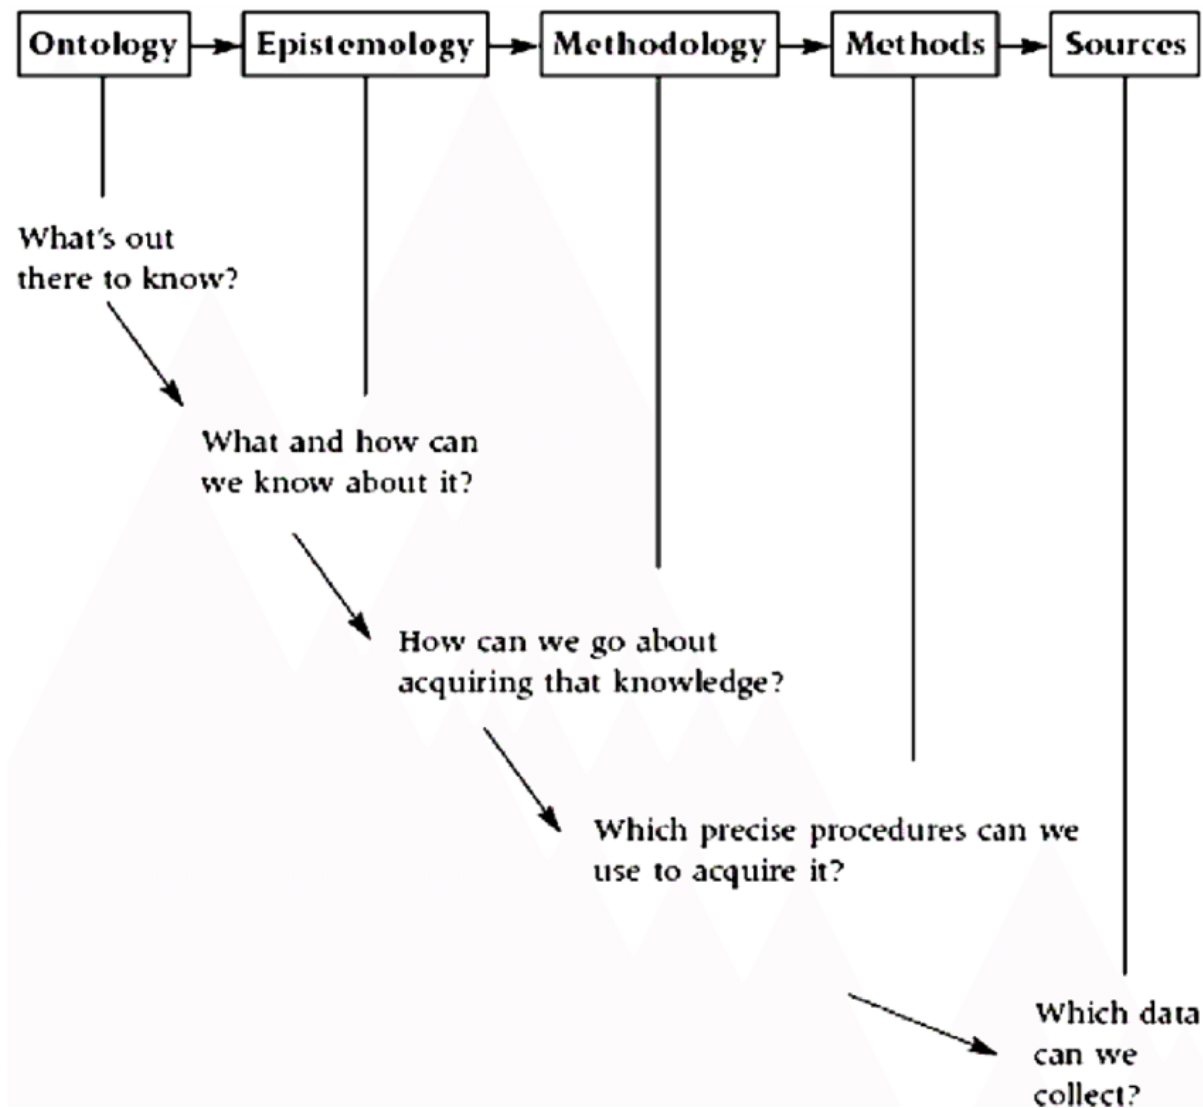 Ontology Epistemology Methodology Methods Sources
What's out
there to know?
What and how can
we know about it?
How can we go about
acquiring that knowledge?
Which precise procedures can we
use to acquire it?
Which data
can we
collect?